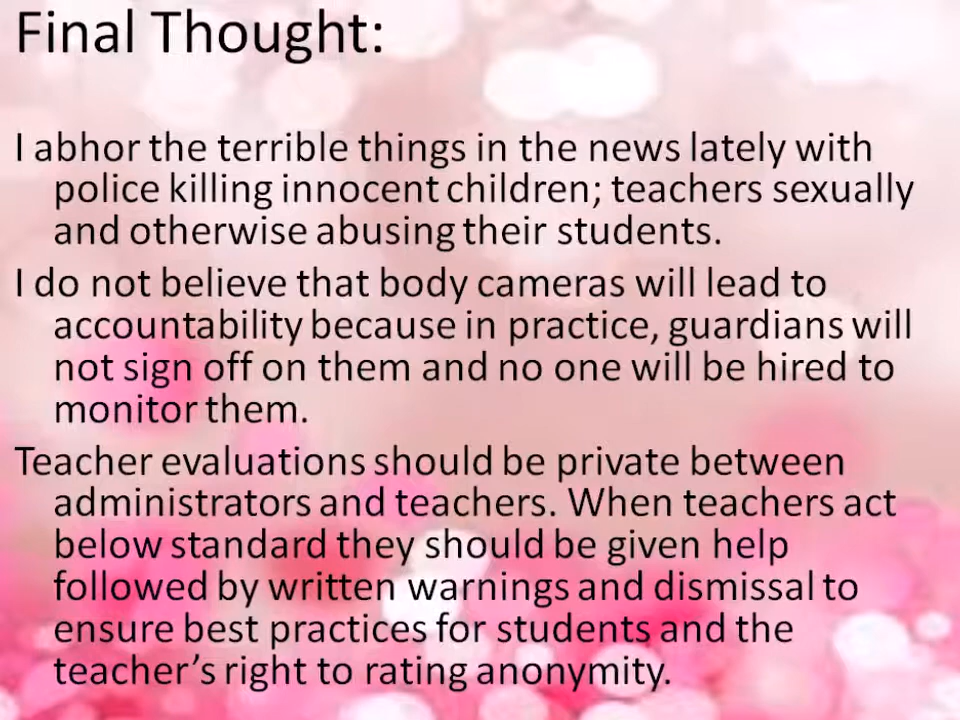 Final Thought:
I abhor the terrible things in the news lately with
police killing innocent children; teachers sexually
and otherwise abusing their students.
I do not believe that body cameras will lead to
accountability because in practice, guardians will
not sign off on them and no one will be hired to
monitor them.
Teacher evaluations should be private between
administrators and teachers. When teachers act
below standard they should be given help
followed by written warnings and dismissal to
ensure best practices for students and the
teacher’s right to rating anonymity.